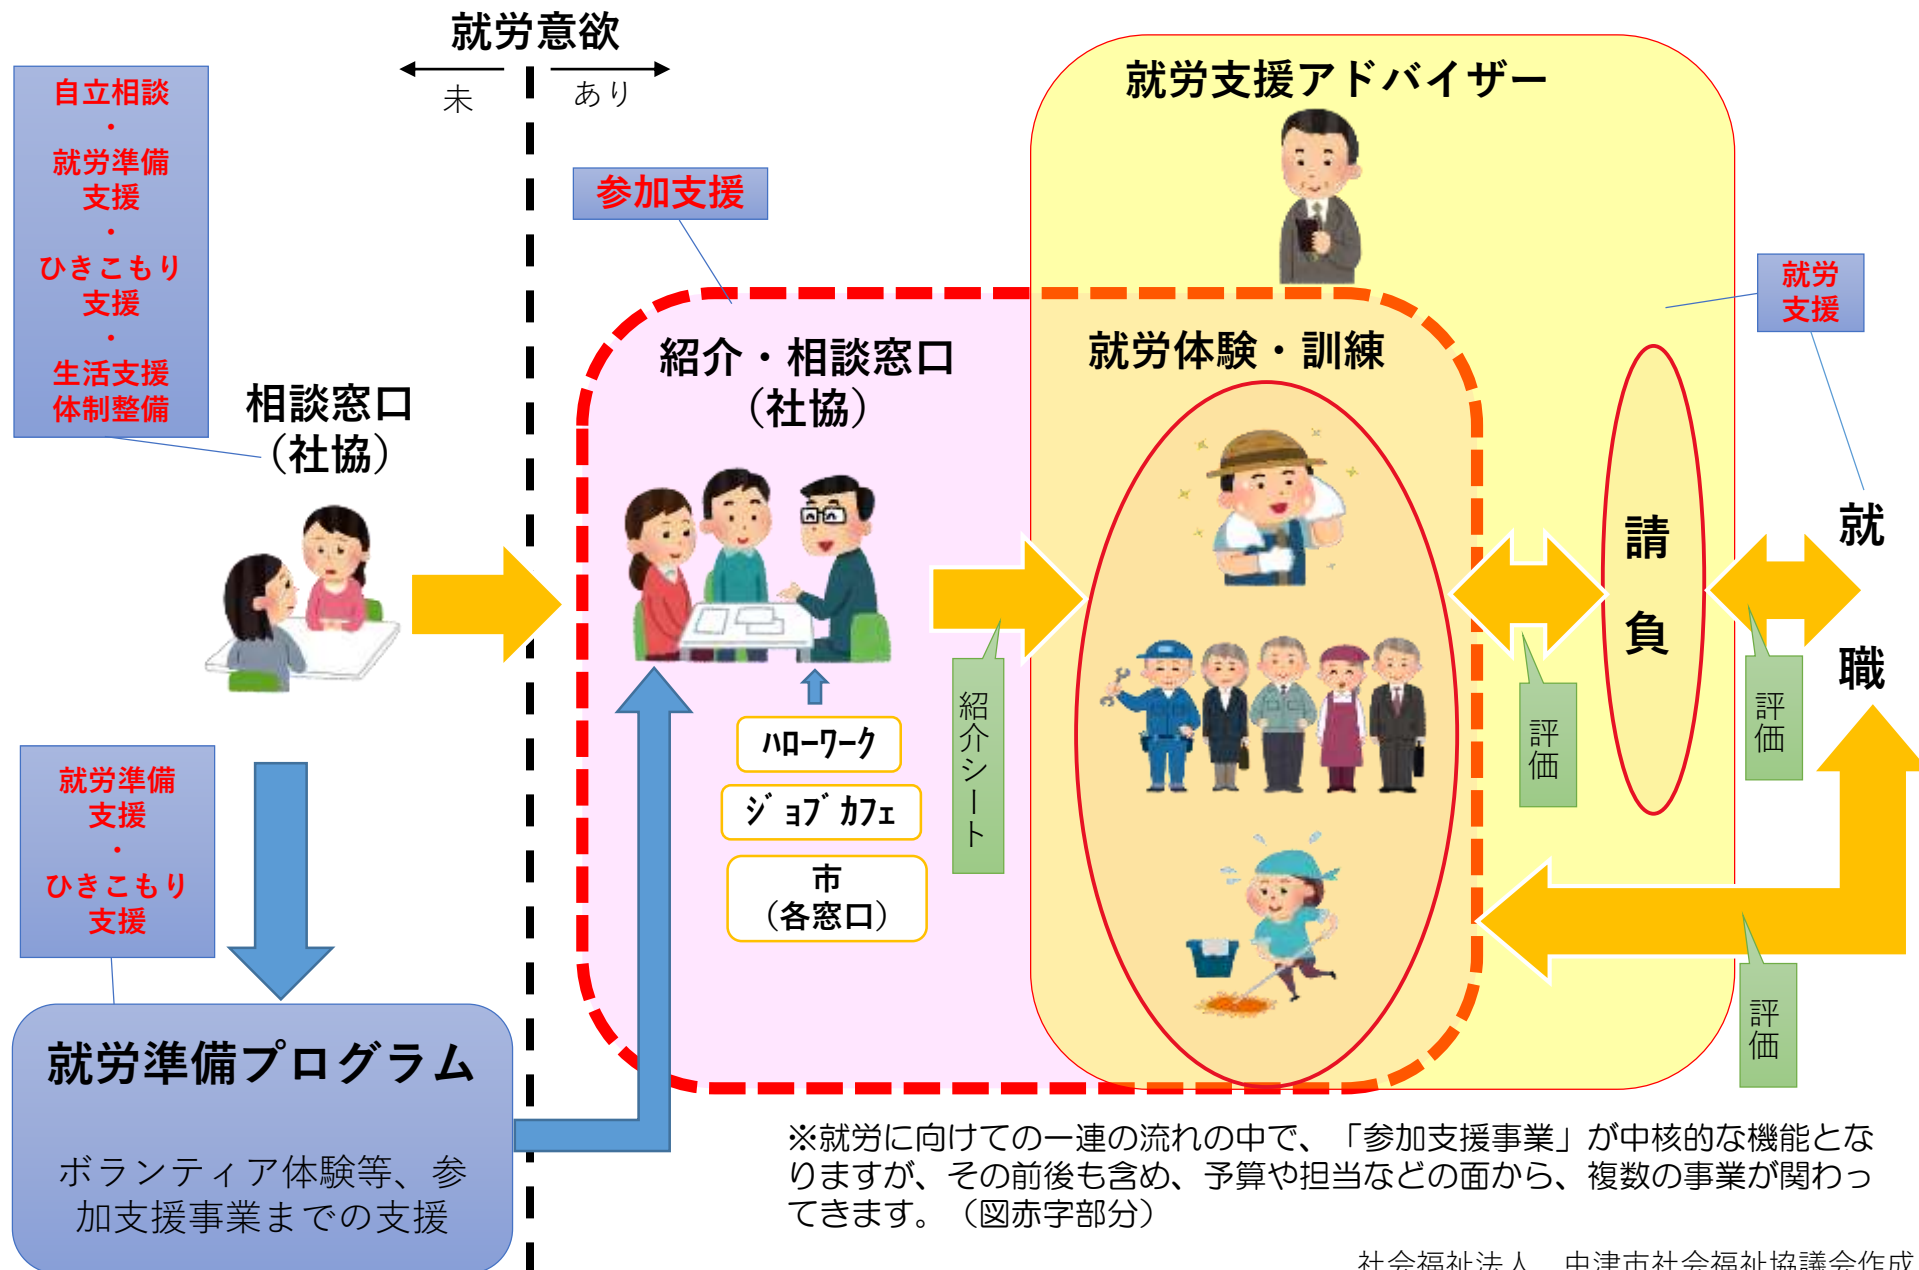 就労意欲
未
あり
自立相談
・
就労準備
支援
・
ひきこもり
支援
・
生活支援
体制整備
相談窓口
（社協）
参加支援
就労支援アドバイザー
就労
支援
紹介・相談窓口
（社協）
就労体験・訓練
ﾊﾛｰﾜｰｸ
ｼﾞｮﾌﾞｶﾌｪ
市
（各窓口）
紹介シート
評価
請負
評価
就職
評価
就労準備
支援
・
ひきこもり
支援
就労準備プログラム
ボランティア体験等、参
加支援事業までの支援
※就労に向けての一連の流れの中で、「参加支援事業」が中核的な機能とな
りますが、その前後も含め、予算や担当などの面から、複数の事業が関わっ
てきます。（図赤字部分）
社会福祉法人　中津市社会福祉協議会作成